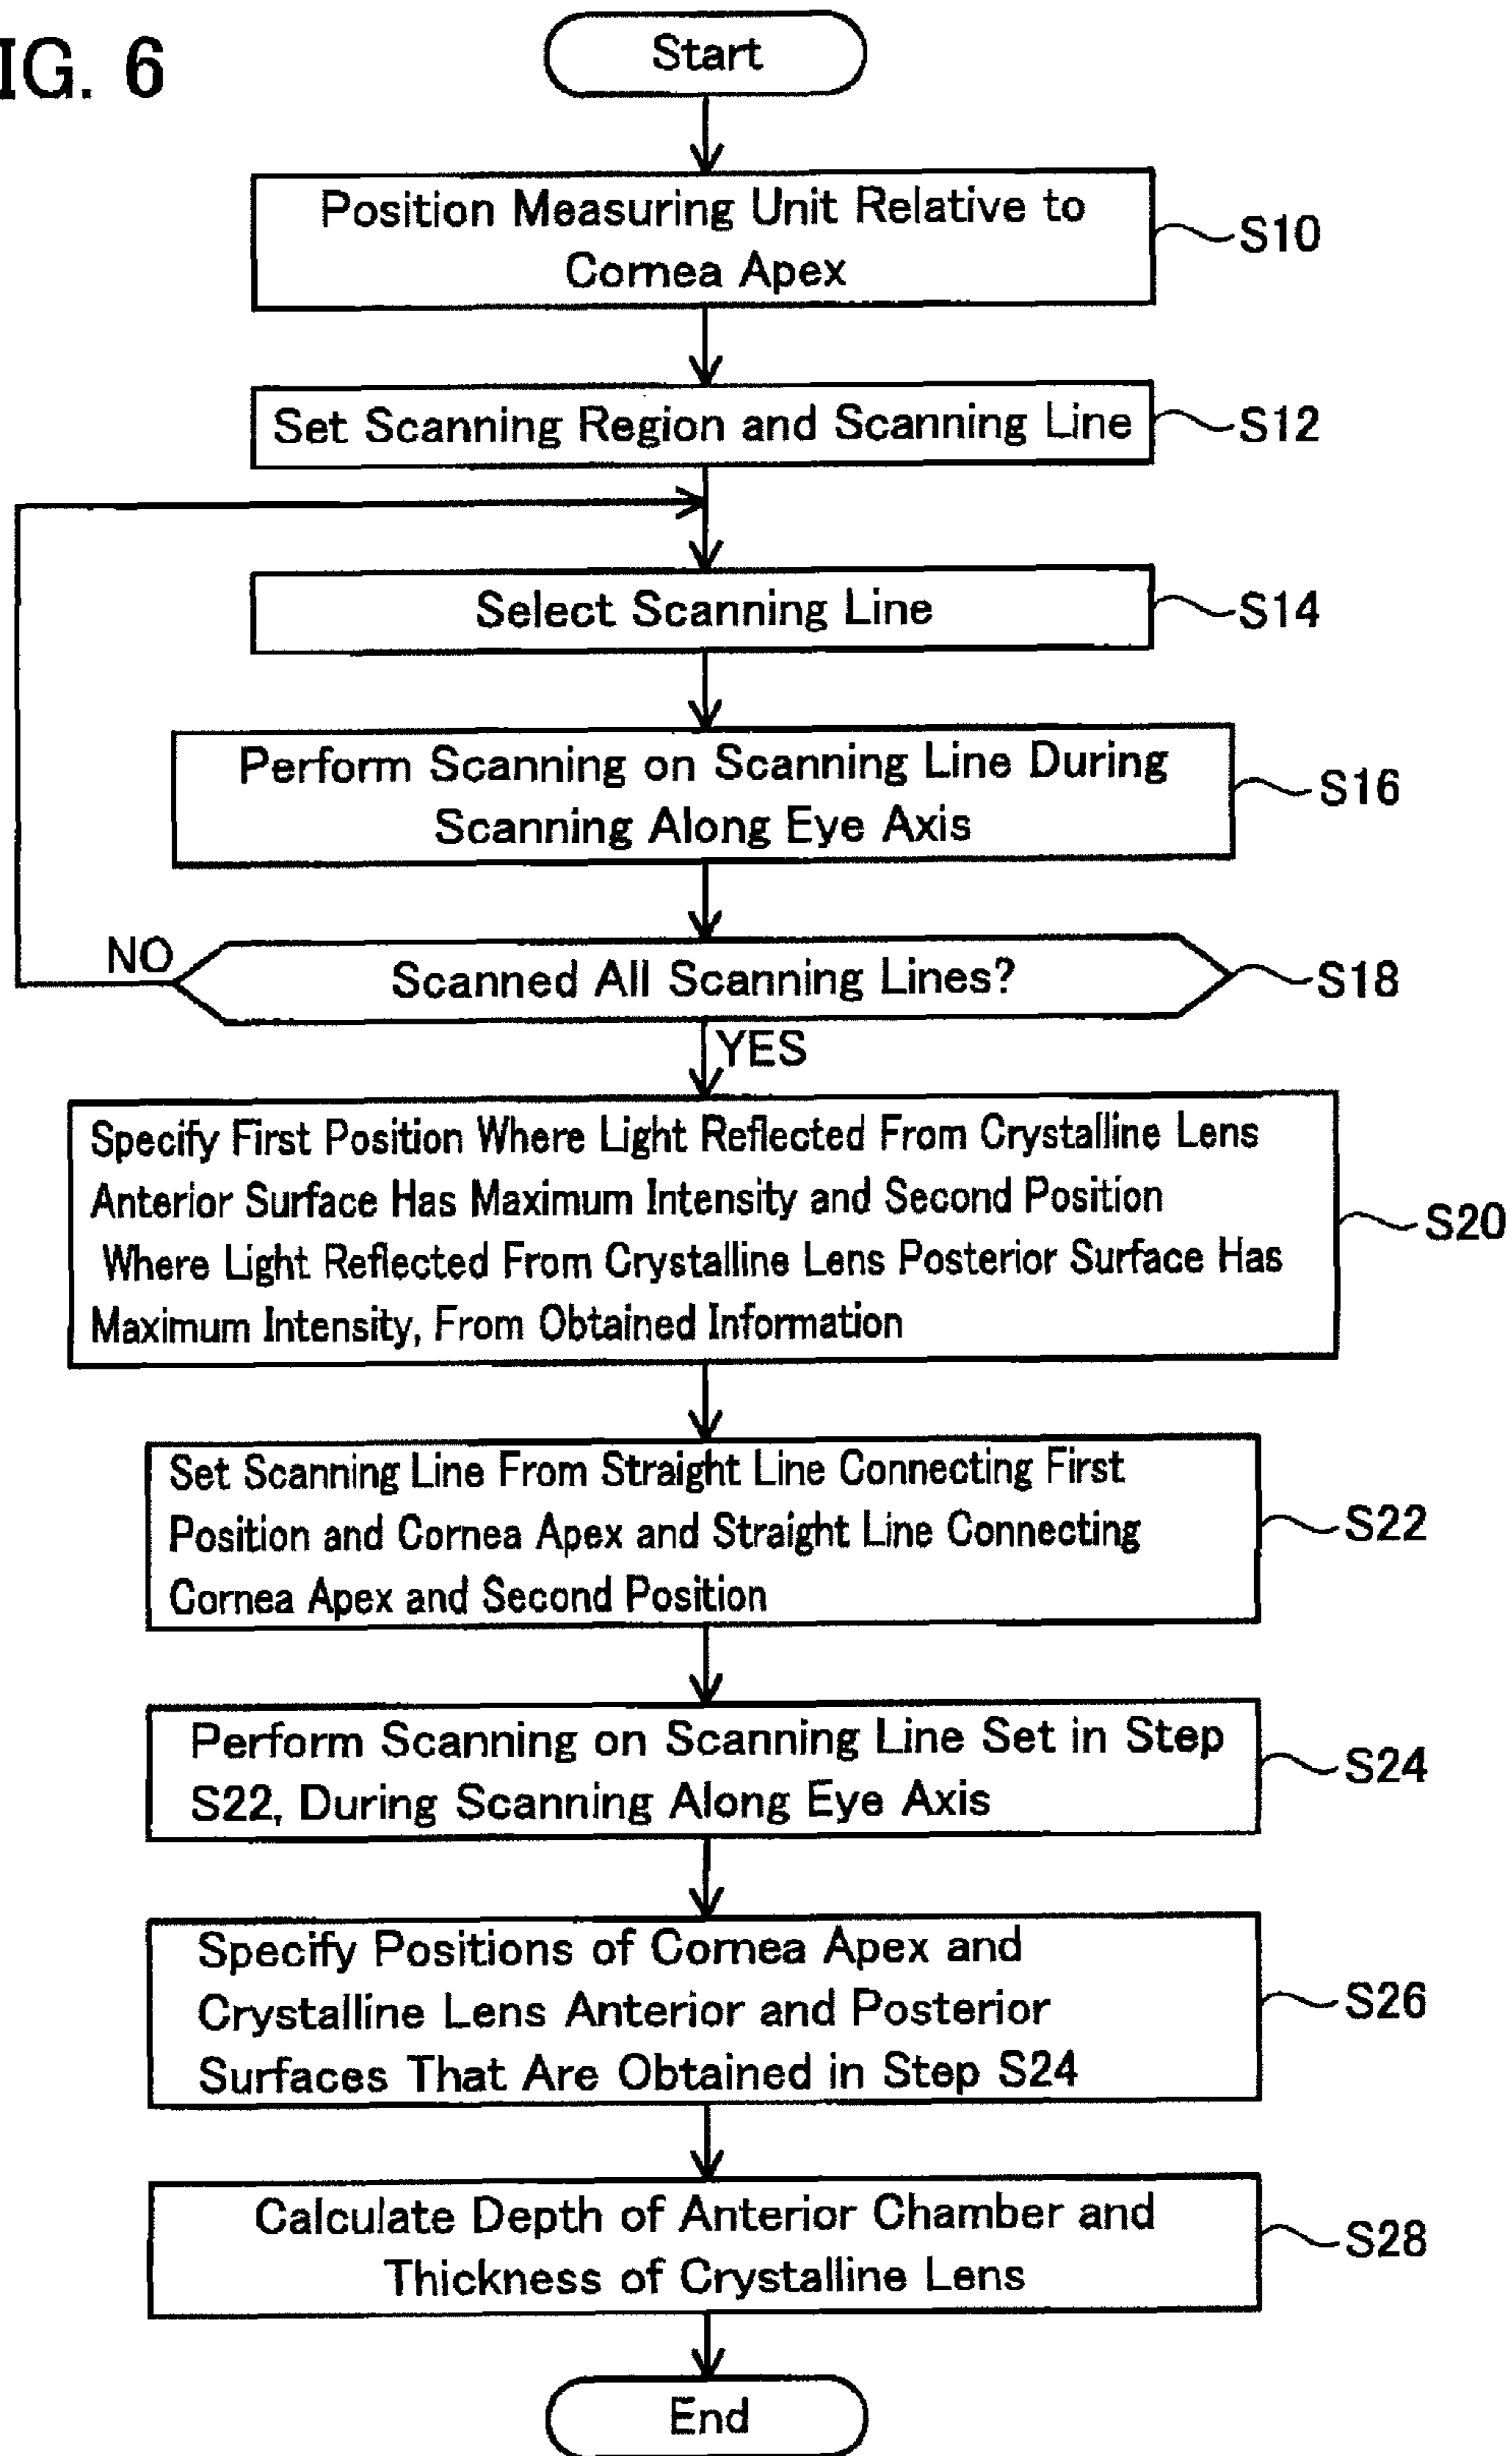 IG. 6
Start
Position Measuring Unit Relative to
Cornea Apex
S10
Set Scanning Region and Scanning Line
S12
Select Scanning Line
S14
Perform Scanning on Scanning Line During
Scanning Along Eye Axis
S16
NO
Scanned All Scanning Lines?
S18
YES
Specify First Position Where Light Reflected From Crystalline Lens
Anterior Surface Has Maximum Intensity and Second Position
Where Light Reflected From Crystalline Lens Posterior Surface Has
Maximum Intensity, From Obtained Information
S20
Set Scanning Line From Straight Line Connecting First
Position and Cornea Apex and Straight Line Connecting
Cornea Apex and Second Position
S22
Perform Scanning on Scanning Line Set in Step
S22, During Scanning Along Eye Axis
S24
Specify Positions of Cornea Apex and
Crystalline Lens Anterior and Posterior
Surfaces That Are Obtained in Step S24
S26
Calculate Depth of Anterior Chamber and
Thickness of Crystalline Lens
S28
End